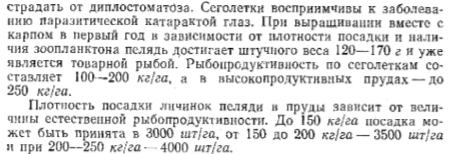 страдать от диплостоматоза. Сеголетки восприимчивы к заболева-
нию паразитической катарактой глаз. При выращивании вместе с
карпом в первый год в зависимости от плотности посадки и нали-
чия зоопланктона пелядь достигает штучного веса 120—170 г и уже
является товарной рыбой. Рыбопродуктивность по сеголеткам со-
ставляет 100—200 кг/га, а в высокопродуктивных прудах — до
250 кг/га.
Плотность посадки личинок пеляди в пруды зависит от вели-
чины естественной рыбопродуктивности. До 150 кг/га посадка мо-
жет быть принята в 3000 шт/га, от 150 до 200 кг/га — 3500 шт/га
и при 200—250 кг/га — 4000 шт/га.